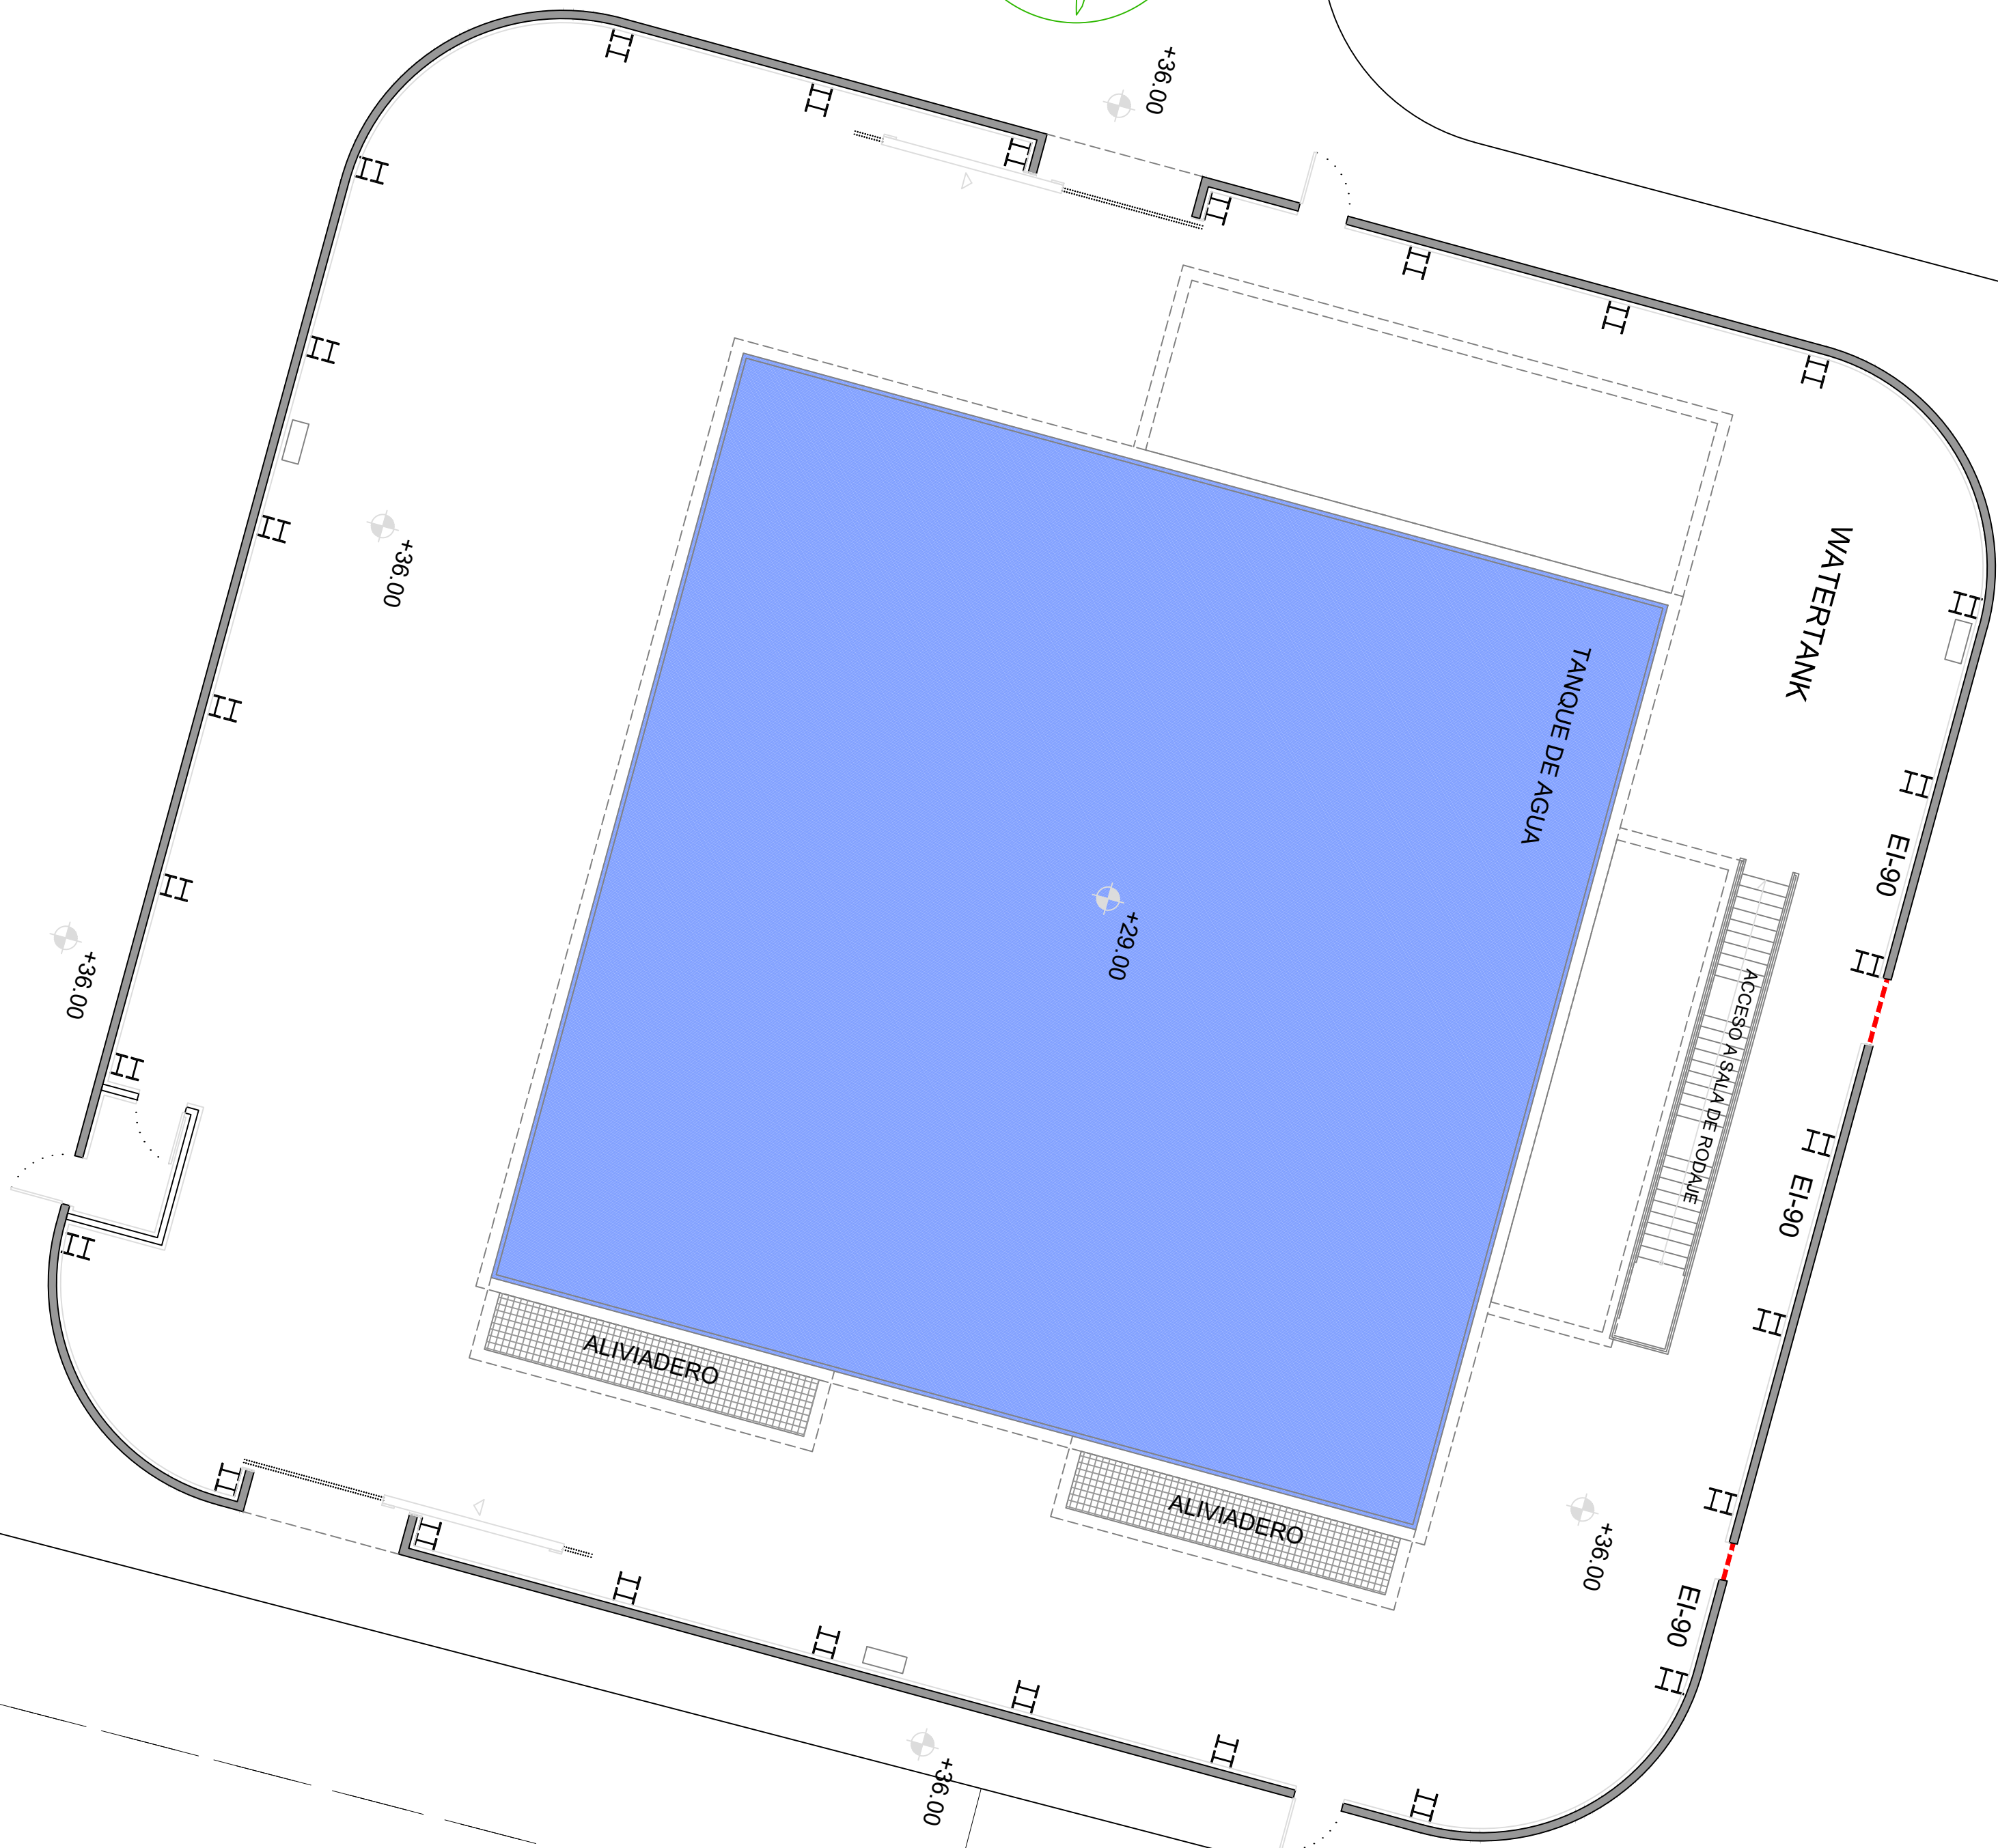 +36.00
+36.00
WATERTANK
TANQUE DE AGUA
EI-90
+29.00
+36.00
ACCESO A SALA DE RODAJE
EI-90
ALIVIADERO
ALIVIADERO
+36.00
EI-90
+36.00